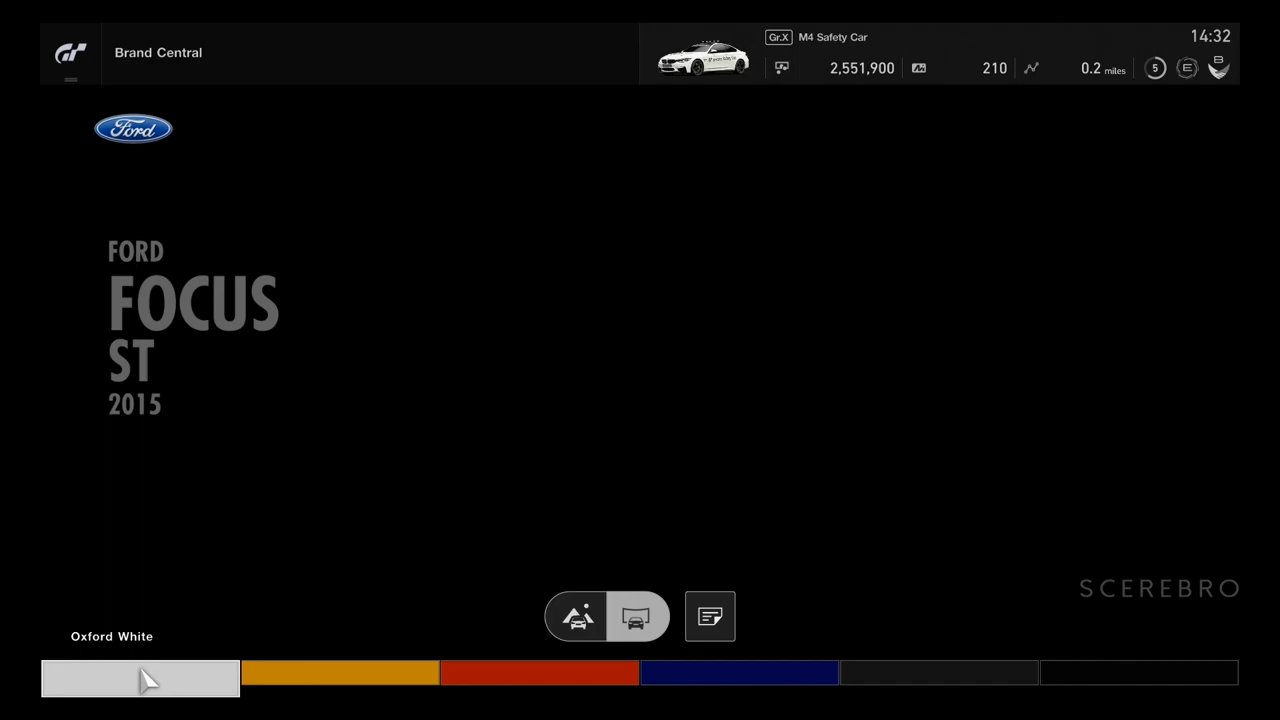 Brand Central
Gr.X M4 Safety Car
14:32
2,551,900
210
0.2 miles
5
E
B
Ford
FORD
FOCUS
ST
2015
SCEREBRO
Oxford White